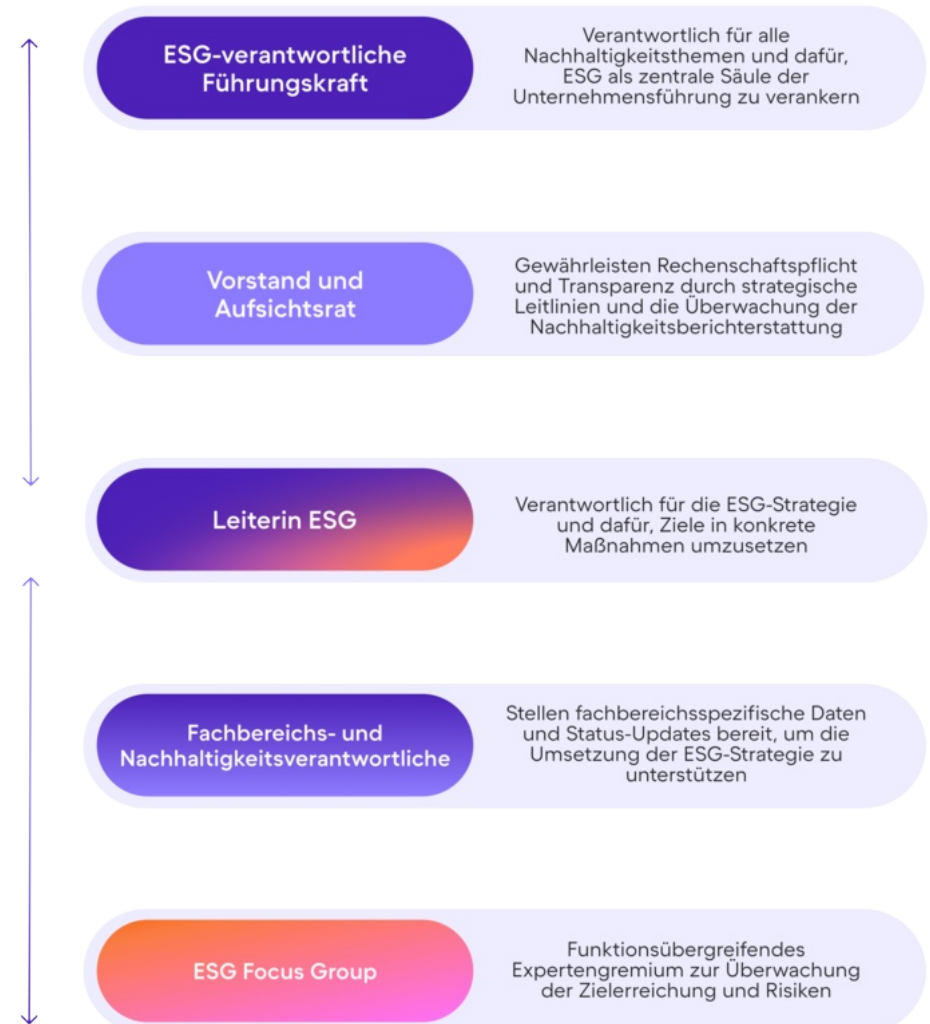 ESG-verantwortliche
Führungskraft
Verantwortlich für alle
Nachhaltigkeitsthemen und dafür,
ESG als zentrale Säule der
Unternehmensführung zu verankern
Vorstand und
Aufsichtsrat
Gewährleisten Rechenschaftspflicht
und Transparenz durch strategische
Leitlinien und die Überwachung der
Nachhaltigkeitsberichterstattung
Leiterin ESG
Verantwortlich für die ESG-Strategie
und dafür, Ziele in konkrete
Maßnahmen umzusetzen
Fachbereichs- und
Nachhaltigkeitsverantwortliche
Stellen fachbereichsspezifische Daten
und Status-Updates bereit, um die
Umsetzung der ESG-Strategie zu
unterstützen
ESG Focus Group
Funktionsübergreifendes
Expertengremium zur Überwachung
der Zielerreichung und Risiken